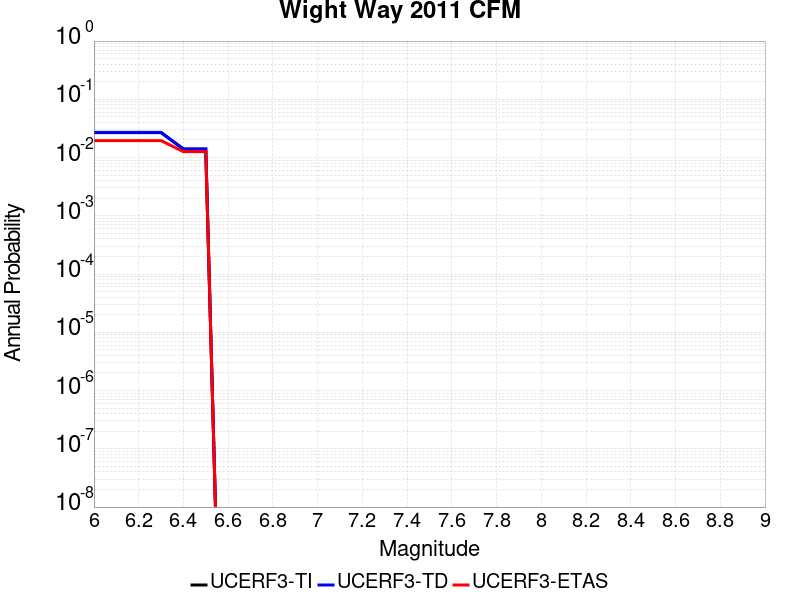 Wight Way 2011 CFM
10^0
10^-1
10^-2
10^-3
10^-4
10^-5
10^-6
10^-7
10^-8
Annual Probability
6 6.2 6.4 6.6 6.8 7 7.2 7.4 7.6 7.8 8 8.2 8.4 8.6 8.8 9
Magnitude
UCERF3-TI UCERF3-TD UCERF3-ETAS